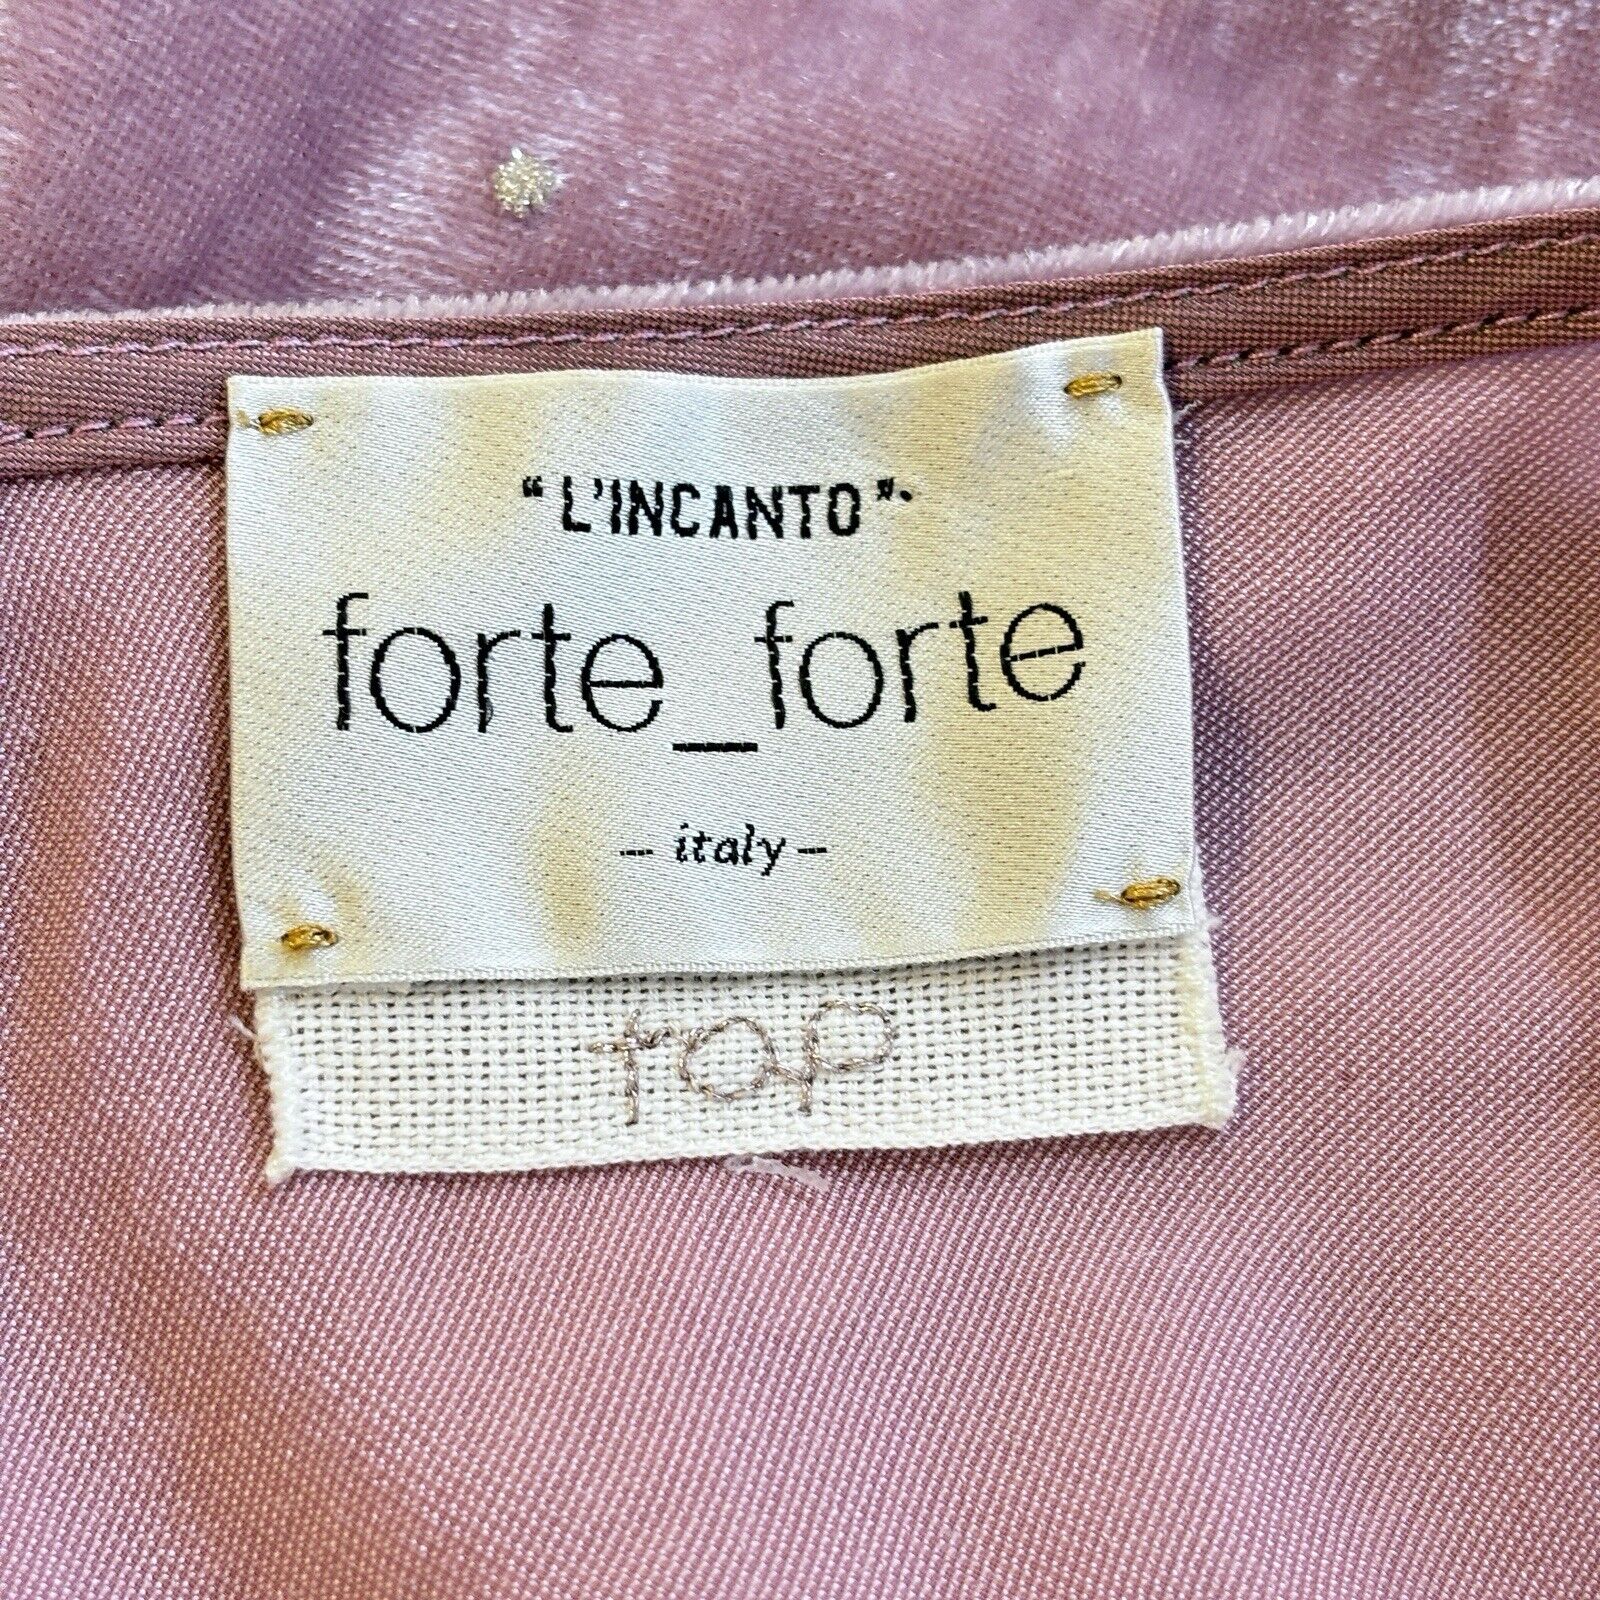 "L'INCANTO".
forte_forte
– italy –
top